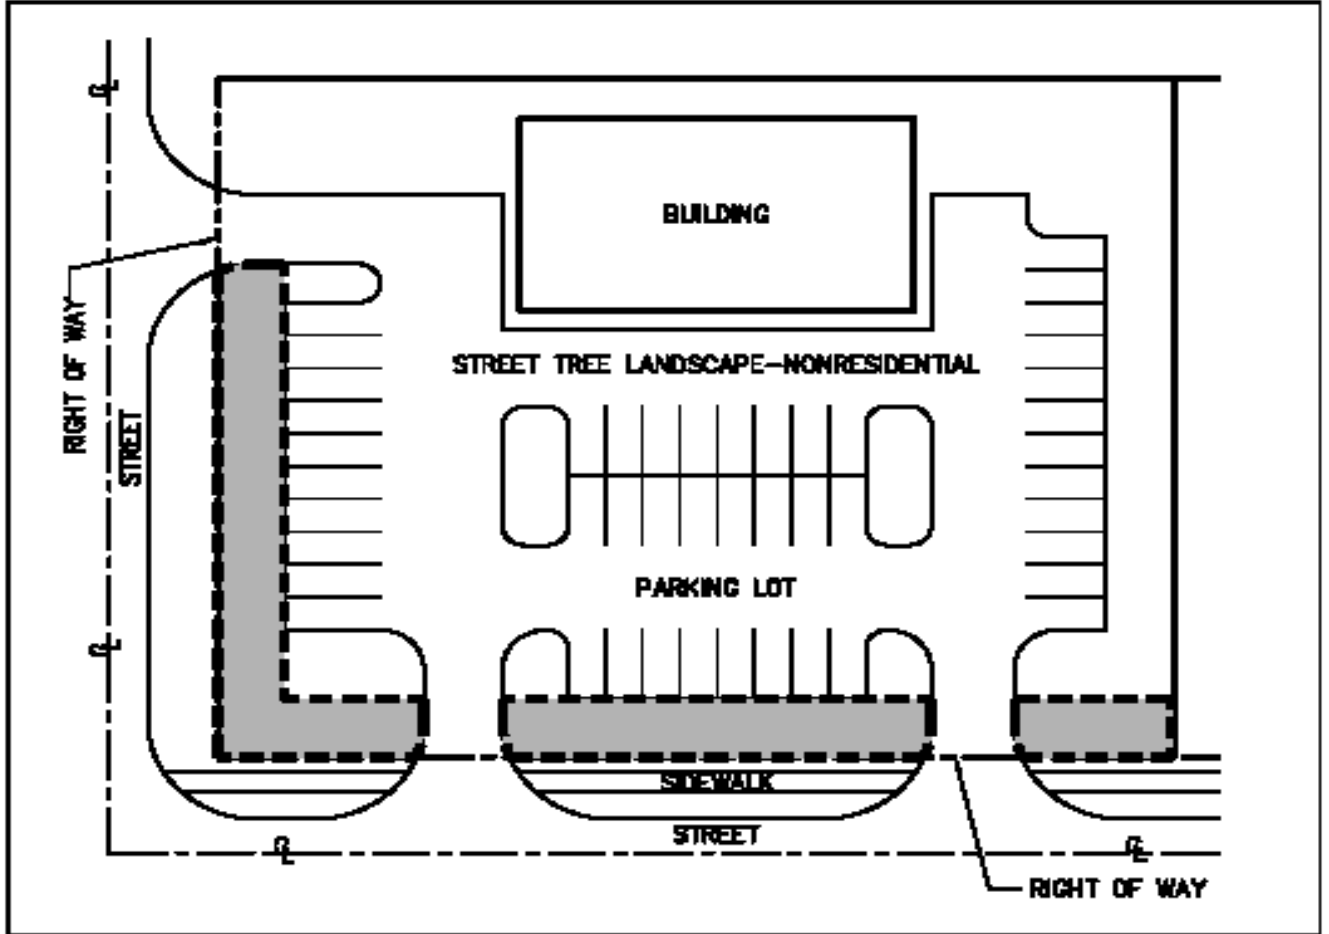 ℄
BUILDING
RIGHT OF WAY
STREET TREE LANDSCAPE-NONRESIDENTIAL
STREET
PARKING LOT
℄
SIDEWALK
STREET
℄
℄
RIGHT OF WAY